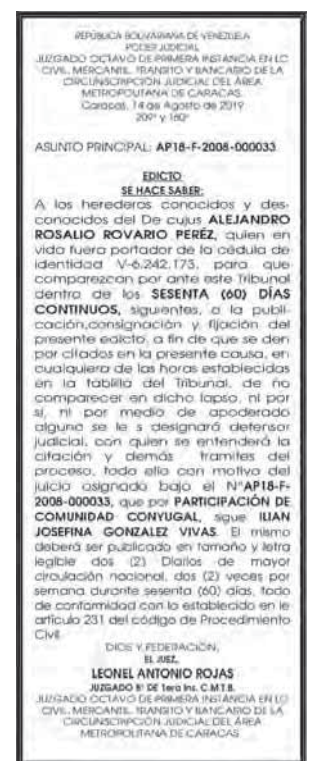 REPÚBLICA BOLIVARIANA DE VENEZUELA
PODER JUDICIAL
JUZGADO OCTAVO DE PRIMERA INSTANCIA EN LO
CIVIL, MERCANTIL, TRANSITO Y BANCARIO DE LA
CIRCUNSCRIPCIÓN JUDICIAL DEL ÁREA
METROPOLITANA DE CARACAS.
Caracas, 14 de Agosto de 2019
209º y 160º
ASUNTO PRINCIPAL: AP18-F-2008-000033
EDICTO
SE HACE SABER:
A los herederos conocidos y des-
conocidos del De cujus ALEJANDRO
ROSALIO ROVARIO PERÉZ, quien en
vida fuera portador de la cédula de
identidad V-6.242.173, para que
comparezcan por ante este Tribunal
dentro de los SESENTA (60) DÍAS
CONTINUOS, siguientes, a la publi-
cación,consignación y fijación del
presente edicto, a fin de que se den
por citados en la presente causa, en
cualquiera de las horas establecidas
en la tablilla del Tribunal, de no
comparecer en dicho lapso, ni por
sí, ni por medio de apoderado
alguno se le s designará defensor
judicial, con quien se entenderá la
citación y demás tramites del
proceso, todo ello con motivo del
juicio asignado bajo el N°AP18-F-
2008-000033, que por PARTICIPACIÓN DE
COMUNIDAD CONYUGAL, sigue ILIAN
JOSEFINA GONZALEZ VIVAS. El mismo
deberá ser publicado en tamaño y letra
legible dos (2) Diarios de mayor
circulación nacional, dos (2) veces por
semana durante sesenta (60) días, todo
de conformidad con lo establecido en le
artículo 231 del código de Procedimiento
Civil.
DIOS Y FEDERACIÓN,
EL JUEZ,
LEONEL ANTONIO ROJAS
JUZGADO 8° DE 1era Ins. C.M.T.B.
JUZGADO OCTAVO DE PRIMERA INSTANCIA EN LO
CIVIL, MERCANTIL, TRANSITO Y BANCARIO DE LA
CIRCUNSCRIPCIÓN JUDICIAL DEL ÁREA
METROPOLITANA DE CARACAS